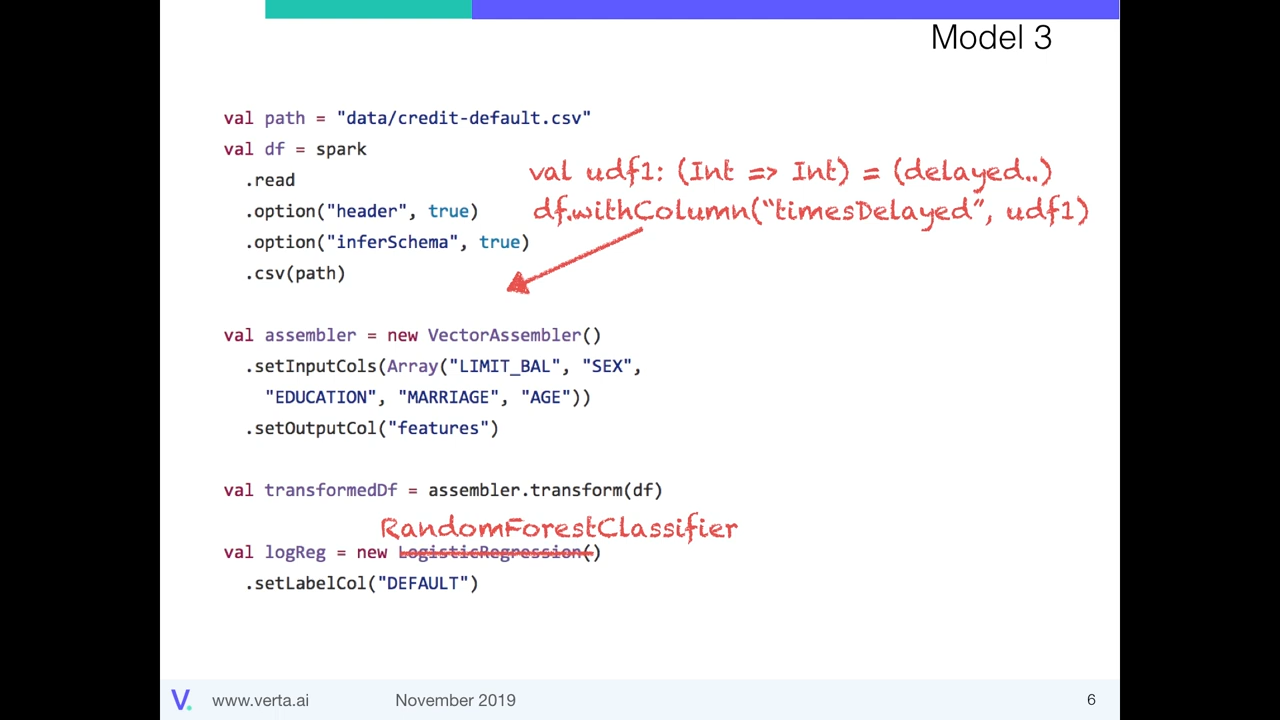 Model 3
val path = "data/credit-default.csv"
val df = spark
.read
.option("header", true)
.option("inferSchema", true)
.csv(path)
val udf1: (Int => Int) = (delayed..)
df.withColumn(“timesDelayed”, udf1)
val assembler = new VectorAssembler()
.setInputCols(Array("LIMIT_BAL", "SEX",
"EDUCATION", "MARRIAGE", "AGE"))
.setOutputCol("features")
val transformedDf = assembler.transform(df)
RandomForestClassifier
val logReg = new LogisticRegression()
.setLabelCol("DEFAULT")
V. www.verta.ai November 2019 6